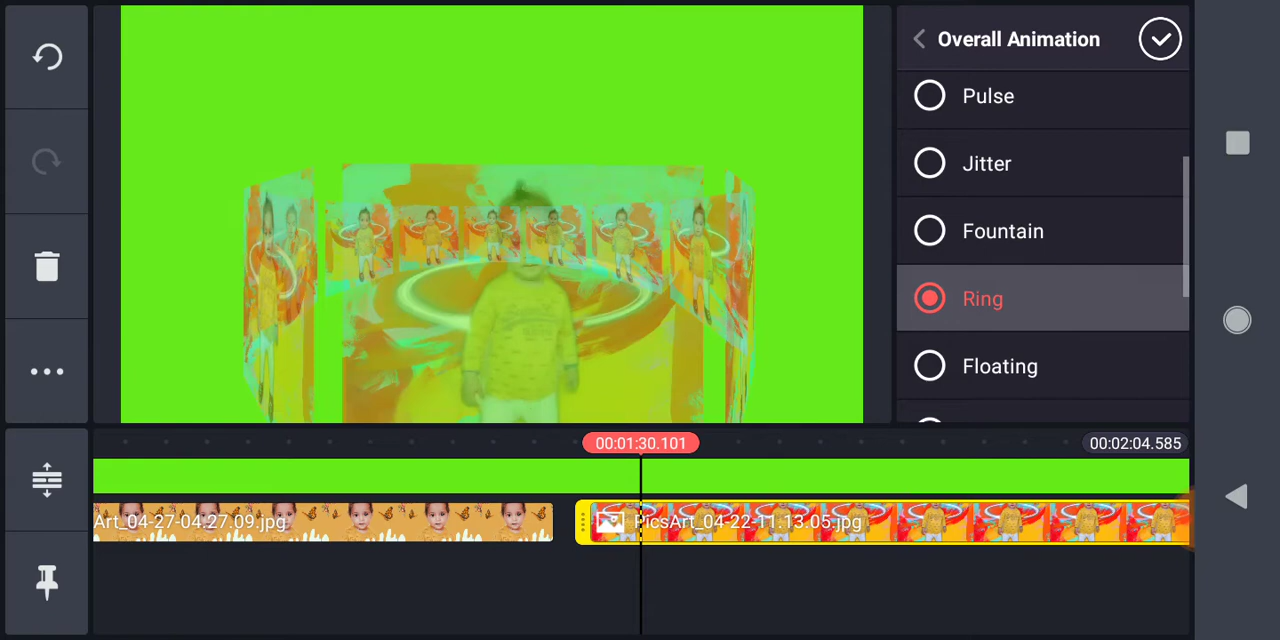 Overall Animation
Pulse
Jitter
Fountain
Ring
Floating
00:01:30.101
00:02:04.585
Art_04-27-04.27.09.jpg
PicsArt_04-22-11.13.05.jpg